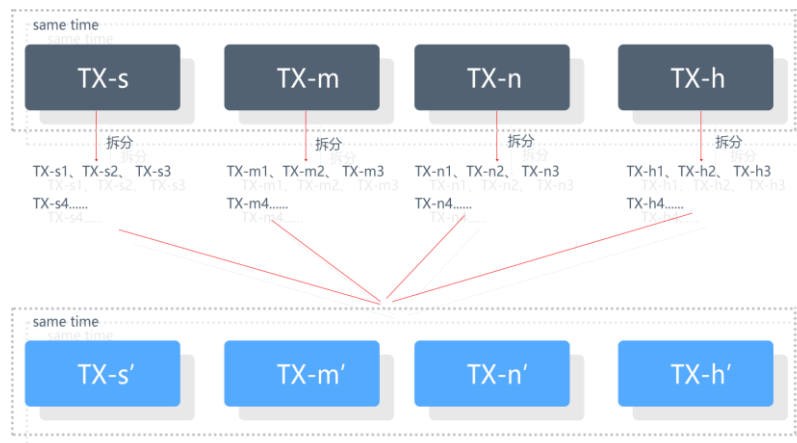 same time
TX-s TX-m TX-n TX-h
拆分 拆分 拆分 拆分
TX-s1、TX-s2、 TX-s3 TX-m1、TX-m2、 TX-m3 TX-n1、TX-n2、 TX-n3 TX-h1、TX-h2、 TX-h3
TX-s4...... TX-m4...... TX-n4...... TX-h4......
same time
TX-s’ TX-m’ TX-n’ TX-h’